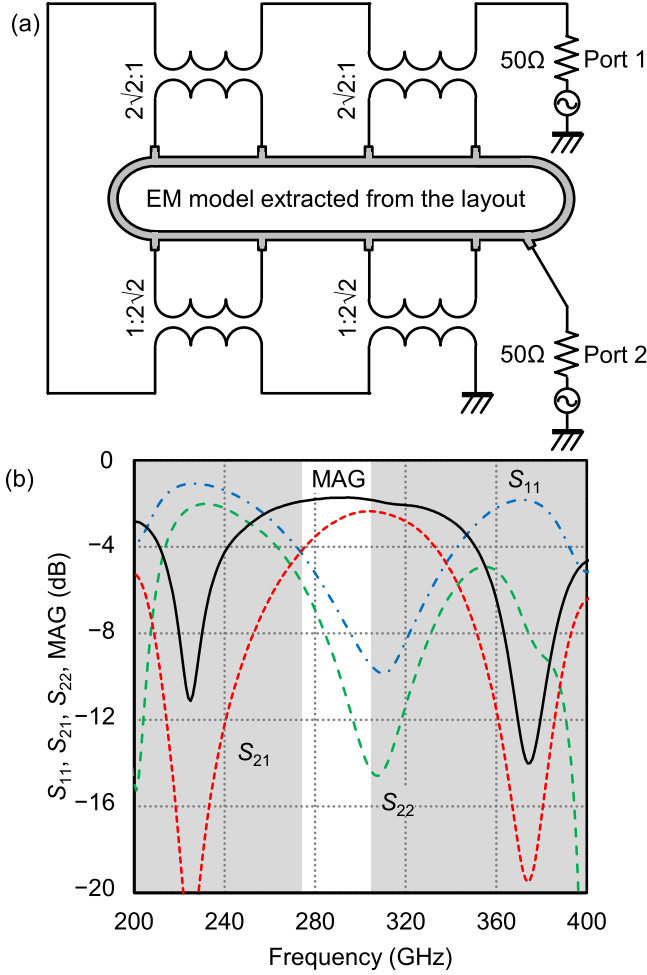 (a)
2√2:1
2√2:1
50Ω
Port 1
EM model extracted from the layout
1:2√2
1:2√2
50Ω
Port 2
(b)
S11, S21, S22, MAG (dB)
0
−4
−8
−12
−16
−20
MAG
S11
S21
S22
200
240
280
320
360
400
Frequency (GHz)